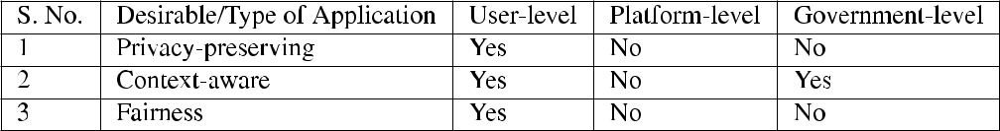 S. No. Desirable/Type of Application User-level Platform-level Government-level
1 Privacy-preserving Yes No No
2 Context-aware Yes No Yes
3 Fairness Yes No No